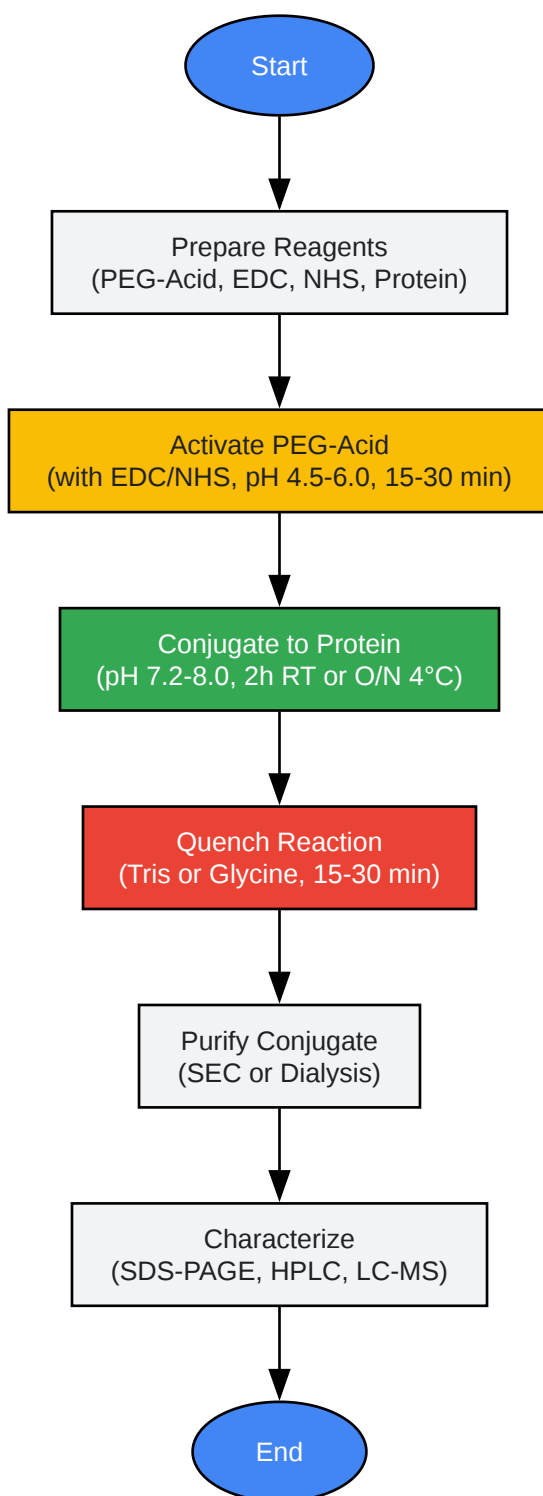 Start
Prepare Reagents
(PEG-Acid, EDC, NHS, Protein)
Activate PEG-Acid
(with EDC/NHS, pH 4.5-6.0, 15-30 min)
Conjugate to Protein
(pH 7.2-8.0, 2h RT or O/N 4°C)
Quench Reaction
(Tris or Glycine, 15-30 min)
Purify Conjugate
(SEC or Dialysis)
Characterize
(SDS-PAGE, HPLC, LC-MS)
End